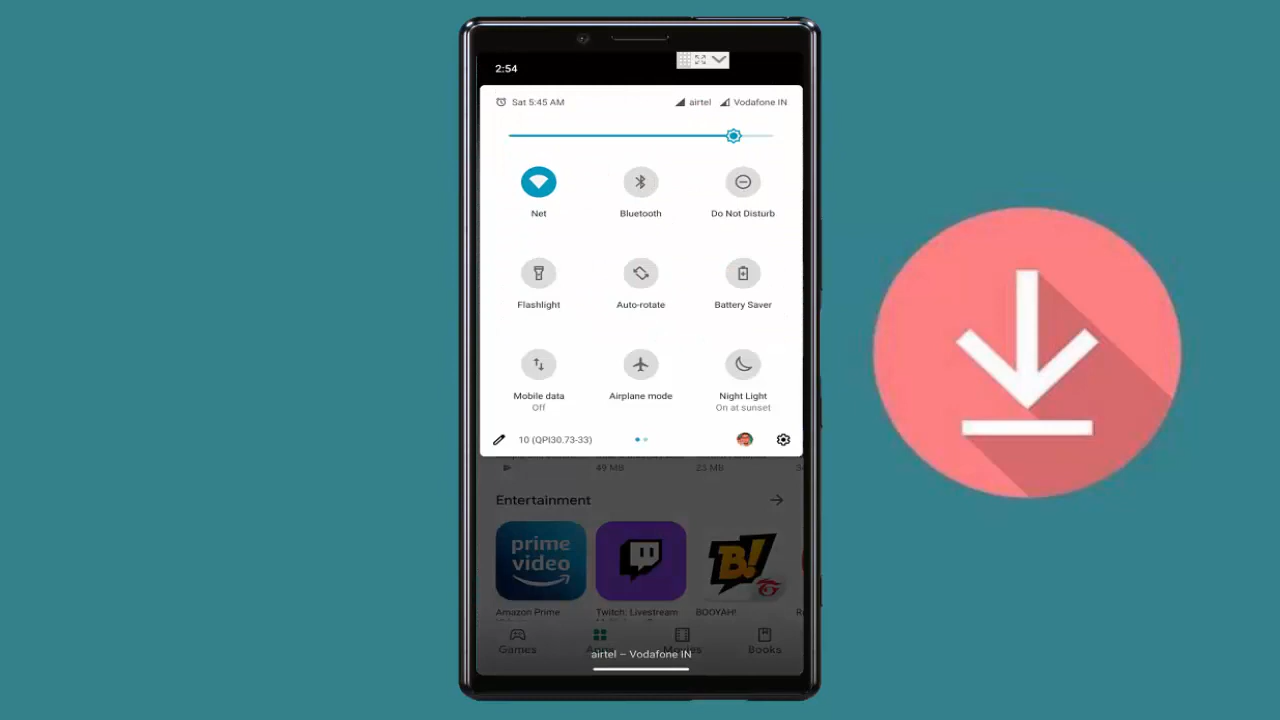 2:54
Sat 5:45 AM
airtel
Vodafone IN
Net
Bluetooth
Do Not Disturb
Flashlight
Auto-rotate
Battery Saver
Mobile data
Off
Airplane mode
Night Light
On at sunset
10 (QPI30.73-33)
49 MB
23 MB
Entertainment
prime
video
Amazon Prime
Twitch: Livestream
B!
BOOYAH!
Games
Apps
Movies
Books
airtel — Vodafone IN